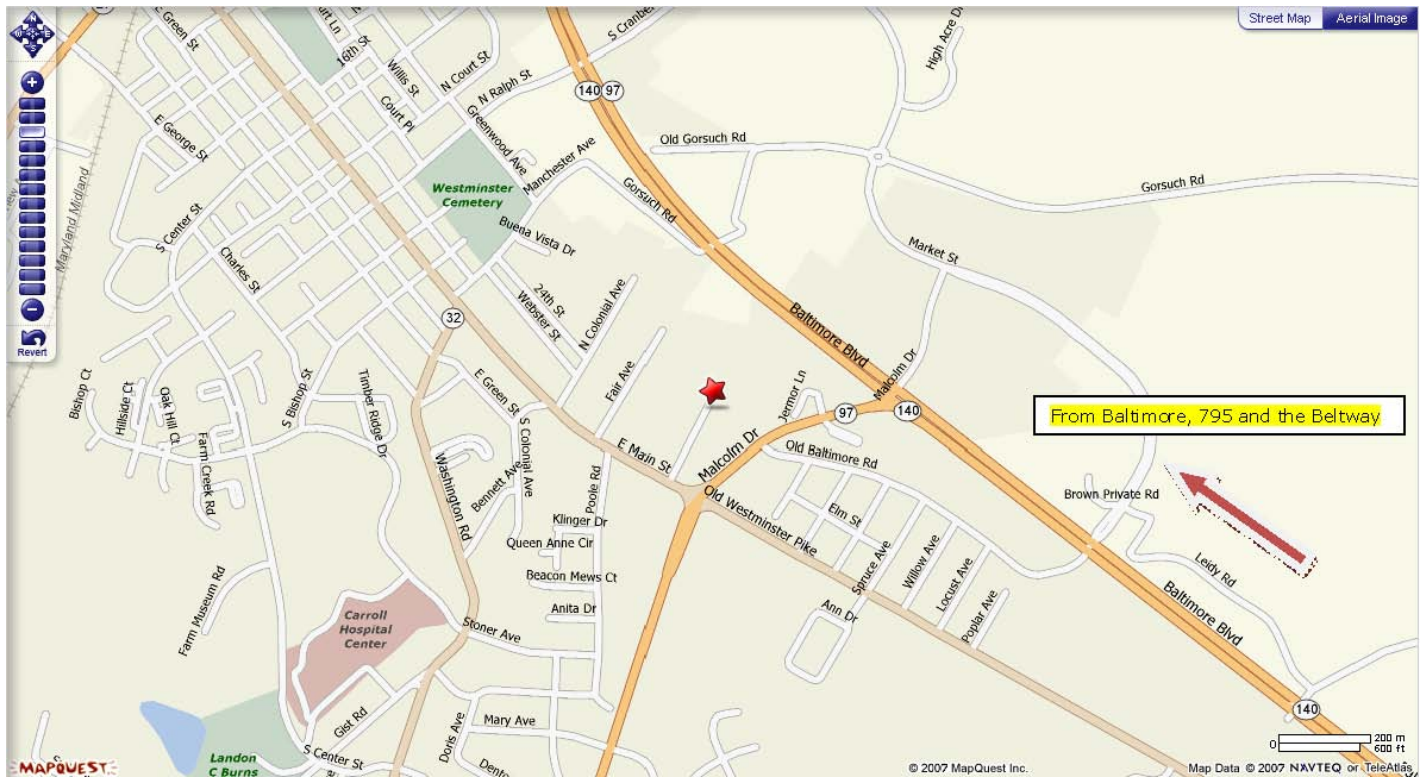 Street Map
Aerial Image
E Green St
Court Ln
16th St
Willis St
N Court St
S Cranber
High Acre Dr
N Ralph St
Court Pl
140
97
E George St
Greenwood Ave
Old Gorsuch Rd
Manchester Ave
Westminster
Cemetery
Gorsuch Rd
Gorsuch Rd
Maryland Midland
S Center St
Buena Vista Dr
Market St
Charles St
24th St
Webster St
N Colonial Ave
32
Baltimore Blvd
Revert
Fair Ave
Malcolm Dr
Bishop Ct
Hillside Ct
Oak Hill Ct
S Bishop St
Timber Ridge Dr
E Green St
Jermor Ln
97
140
From Baltimore, 795 and the Beltway
Farm Creek Rd
Washington Rd
Bennett Ave
S Colonial Ave
E Main St
Malcolm Dr
Old Baltimore Rd
Poole Rd
Old Westminster Pike
Brown Private Rd
Klinger Dr
Elm St
Queen Anne Cir
Spruce Ave
Willow Ave
Locust Ave
Poplar Ave
Leidy Rd
Beacon Mews Ct
Farm Museum Rd
Anita Dr
Ann Dr
Baltimore Blvd
Carroll
Hospital
Center
Stoner Ave
140
Gist Rd
Doris Ave
Mary Ave
S Center St
Landon
C Burns
Dento
0
200 m
600 ft
MAPQUEST
© 2007 MapQuest Inc.
Map Data © 2007 NAVTEQ or TeleAtlas